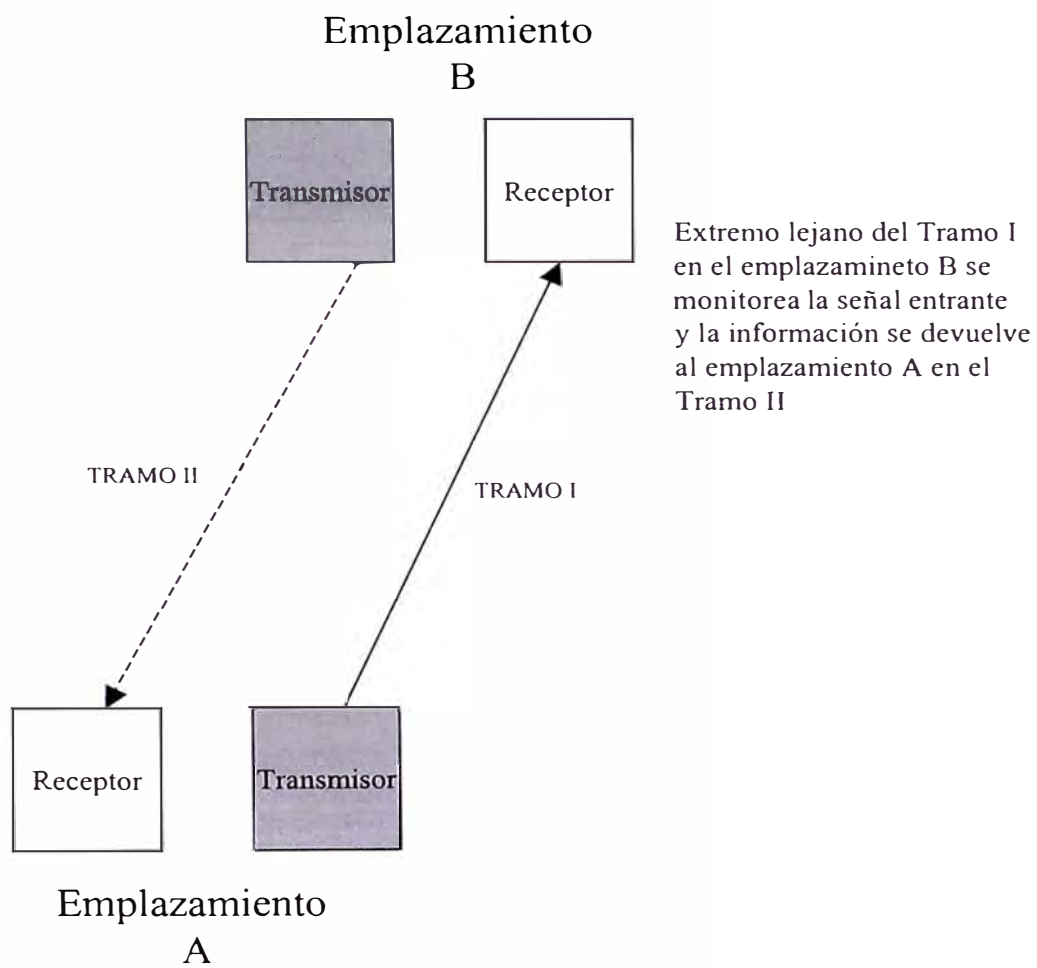 Emplazamiento
B
Transmisor
Receptor
Extremo lejano del Tramo I
en el emplazamineto B se
monitorea la señal entrante
y la información se devuelve
al emplazamiento A en el
Tramo II
TRAMO II
TRAMO I
Receptor
Transmisor
Emplazamiento
A